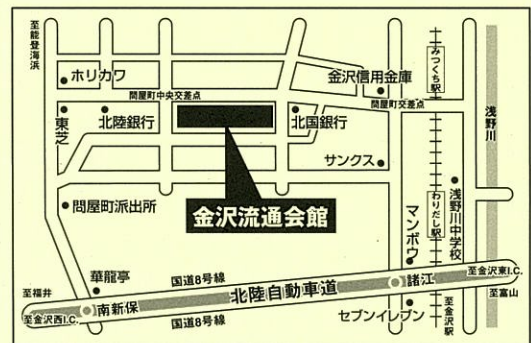 至能登海浜
ホリカワ
問屋町中央交差点
東芝
北陸銀行
北国銀行
金沢信用金庫
問屋町交差点
みつくち駅
浅野川
サンクス
金沢流通会館
問屋町派出所
マンボウ
わりだし駅
浅野川中学校
華龍亭
至福井
国道8号線
北陸自動車道
諸江
至金沢東I.C.
至富山
至金沢西I.C.
南新保
国道8号線
セブンイレブン
至金沢駅